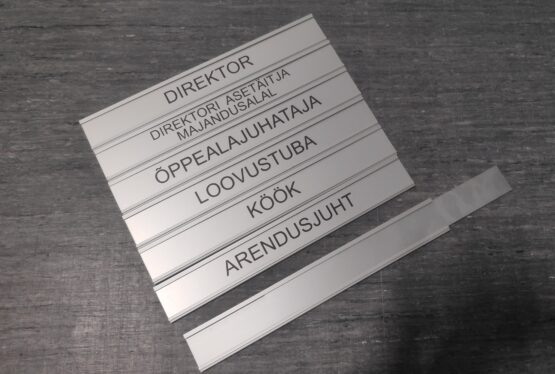 DIREKTOR
DIREKTORI ASETÄITJA
MAJANDUSALAL
ÕPPEALAJUHATAJA
LOOVUSTUBA
KÖÖK
ARENDUSJUHT